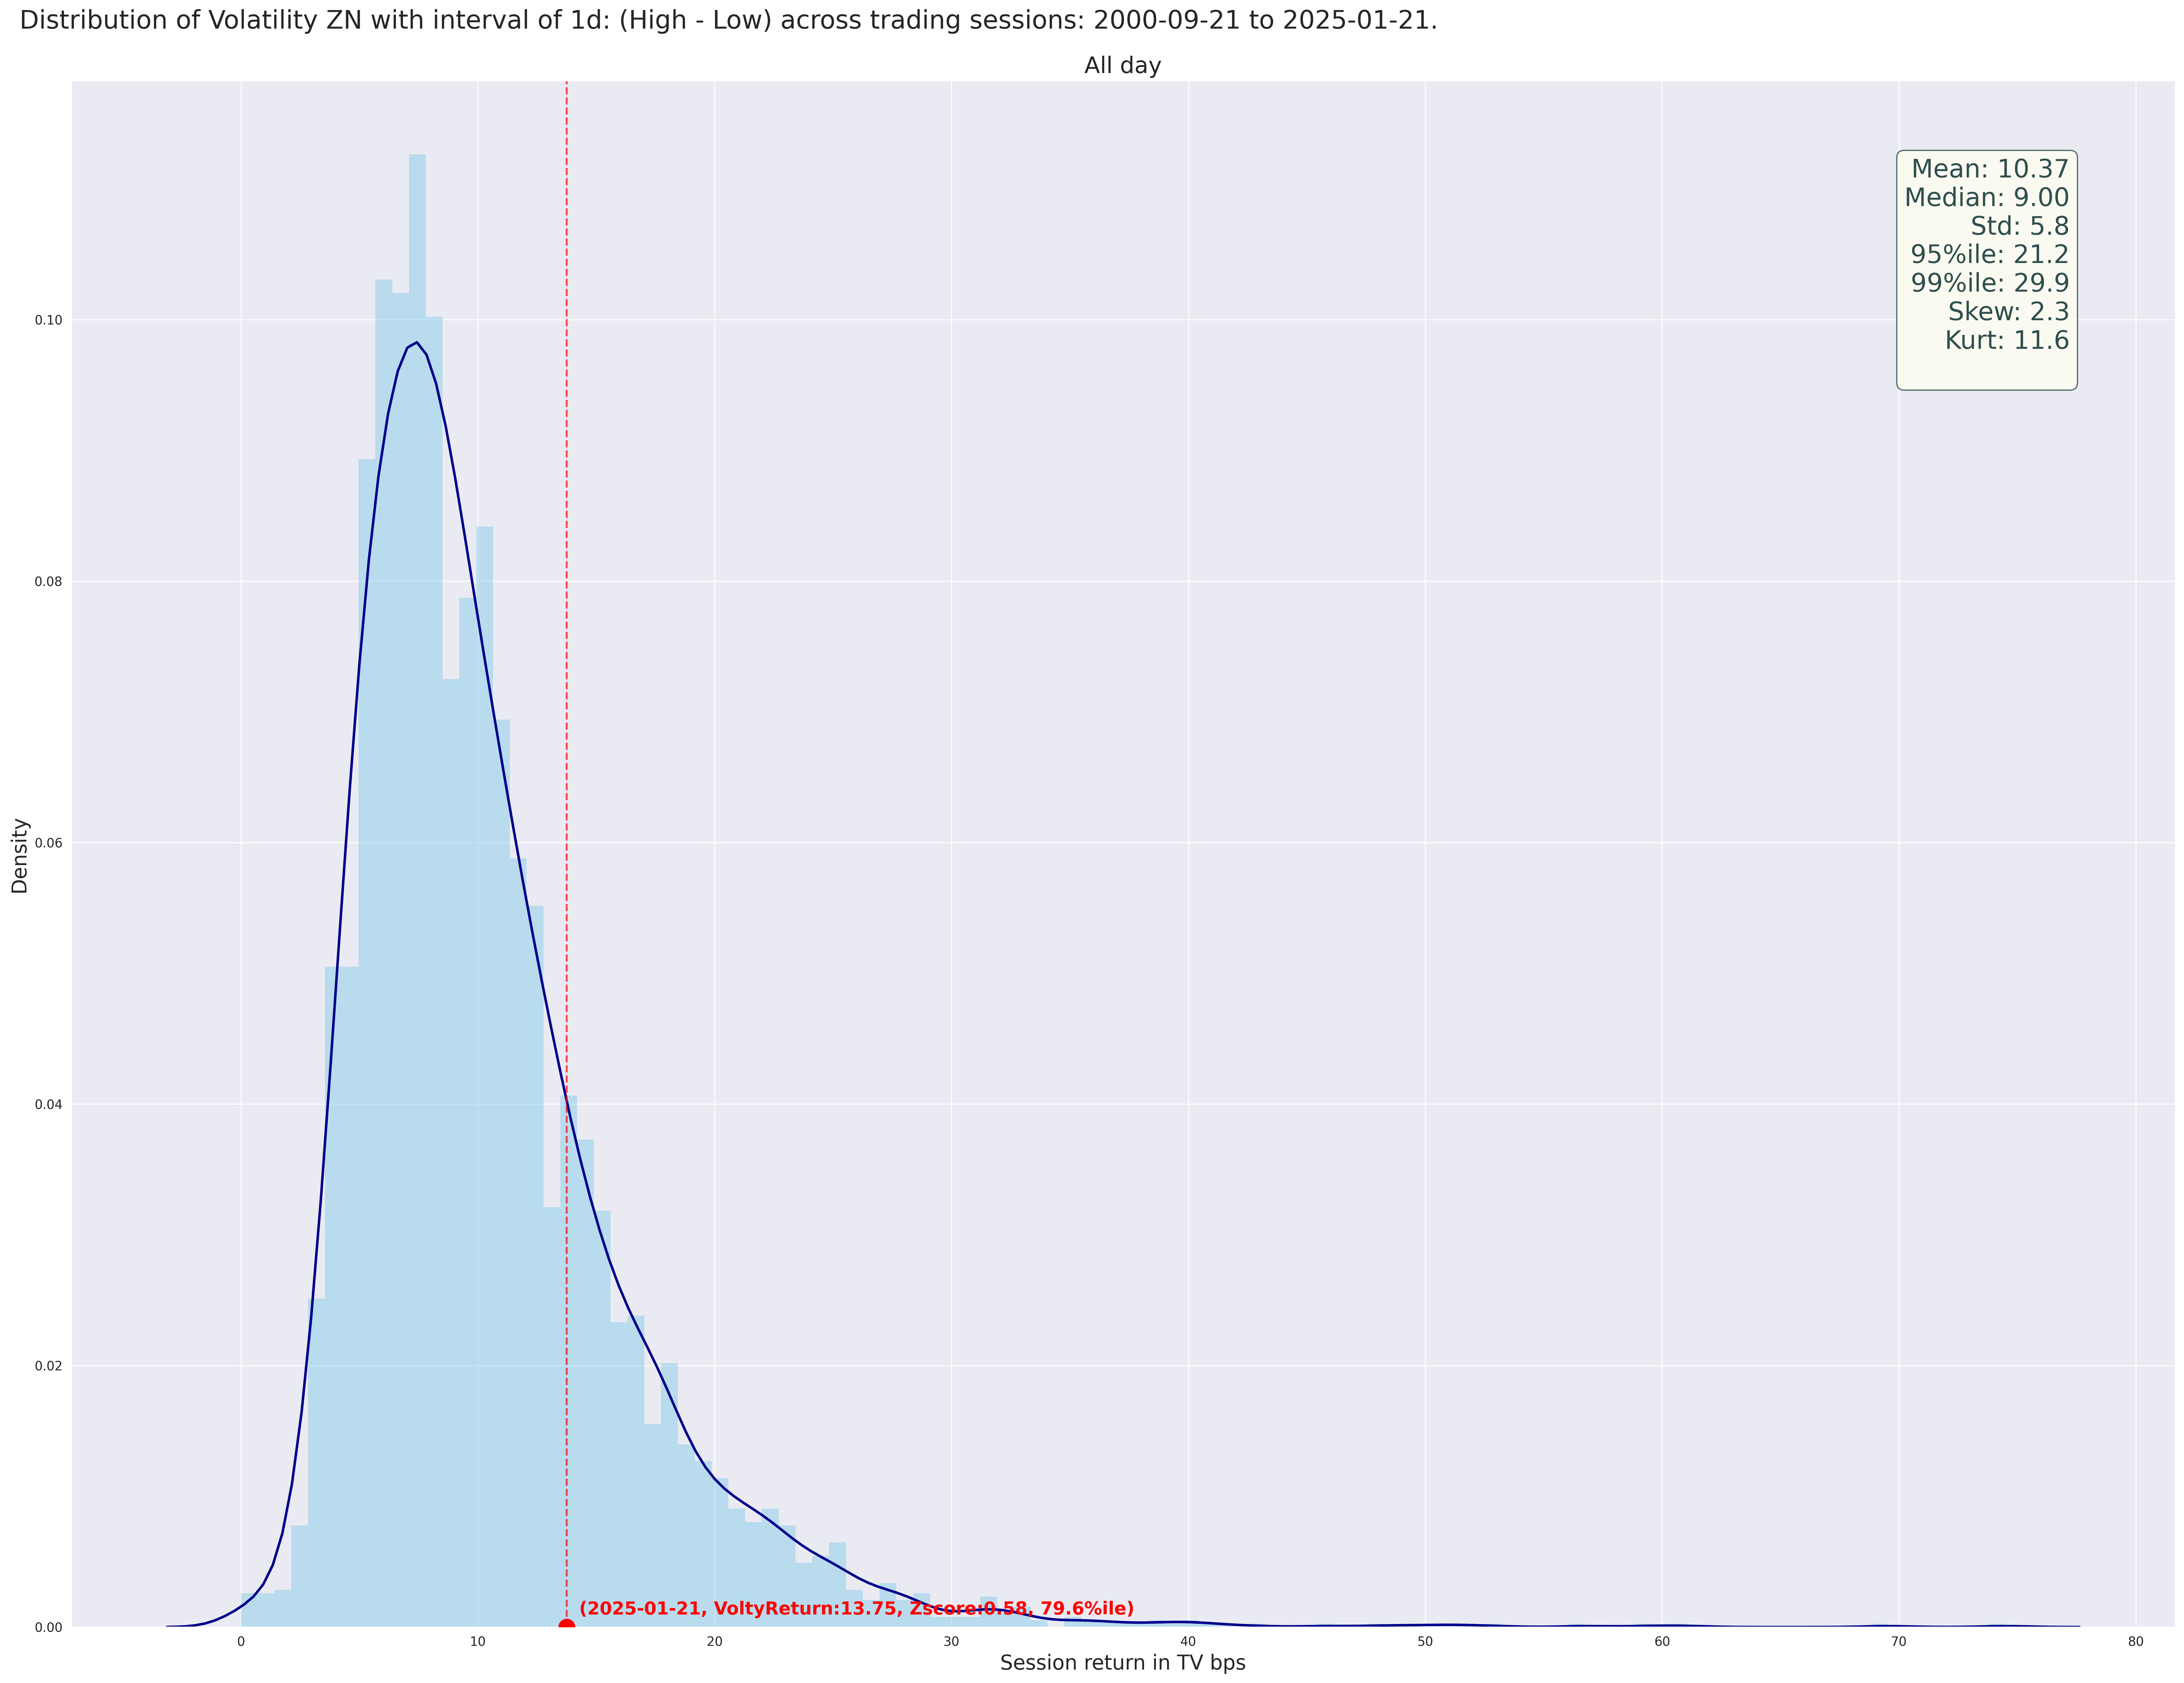 Distribution of Volatility ZN with interval of 1d: (High - Low) across trading sessions: 2000-09-21 to 2025-01-21.
All day
Mean: 10.37
Median: 9.00
Std: 5.8
95%ile: 21.2
99%ile: 29.9
Skew: 2.3
Kurt: 11.6
0.10
0.08
0.06
0.04
0.02
0.00
Density
(2025-01-21, VoltyReturn:13.75, Zscore:0.58, 79.6%ile)
0 10 20 30 40 50 60 70 80
Session return in TV bps